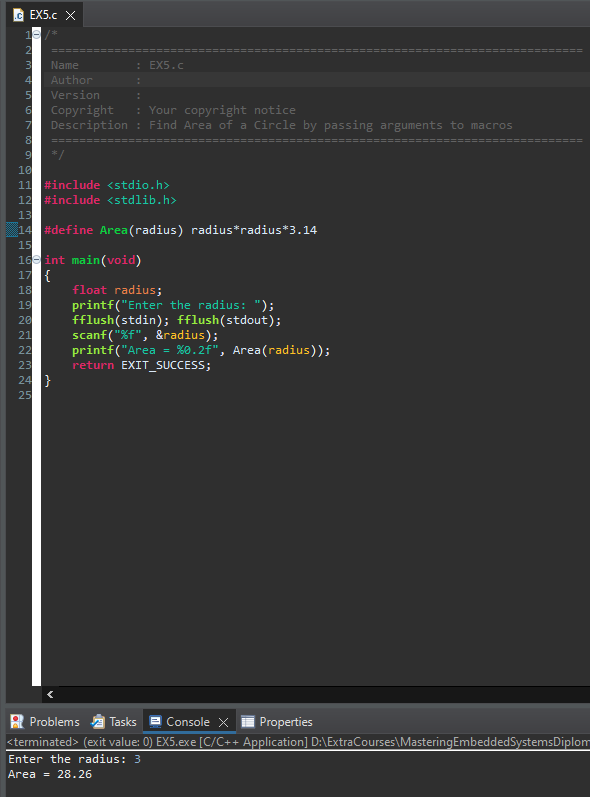 EX5.c
1 /*
2 ============================================================================
3 Name        : EX5.c
4 Author      :
5 Version     :
6 Copyright   : Your copyright notice
7 Description : Find Area of a Circle by passing arguments to macros
8 ============================================================================
9 */
10
11 #include <stdio.h>
12 #include <stdlib.h>
13
14 #define Area(radius) radius*radius*3.14
15
16 int main(void)
17 {
18     float radius;
19     printf("Enter the radius: ");
20     fflush(stdin); fflush(stdout);
21     scanf("%f", &radius);
22     printf("Area = %0.2f", Area(radius));
23     return EXIT_SUCCESS;
24 }
25
Problems Tasks Console Properties
<terminated> (exit value: 0) EX5.exe [C/C++ Application] D:\ExtraCourses\MasteringEmbeddedSystemsDiplom
Enter the radius: 3
Area = 28.26